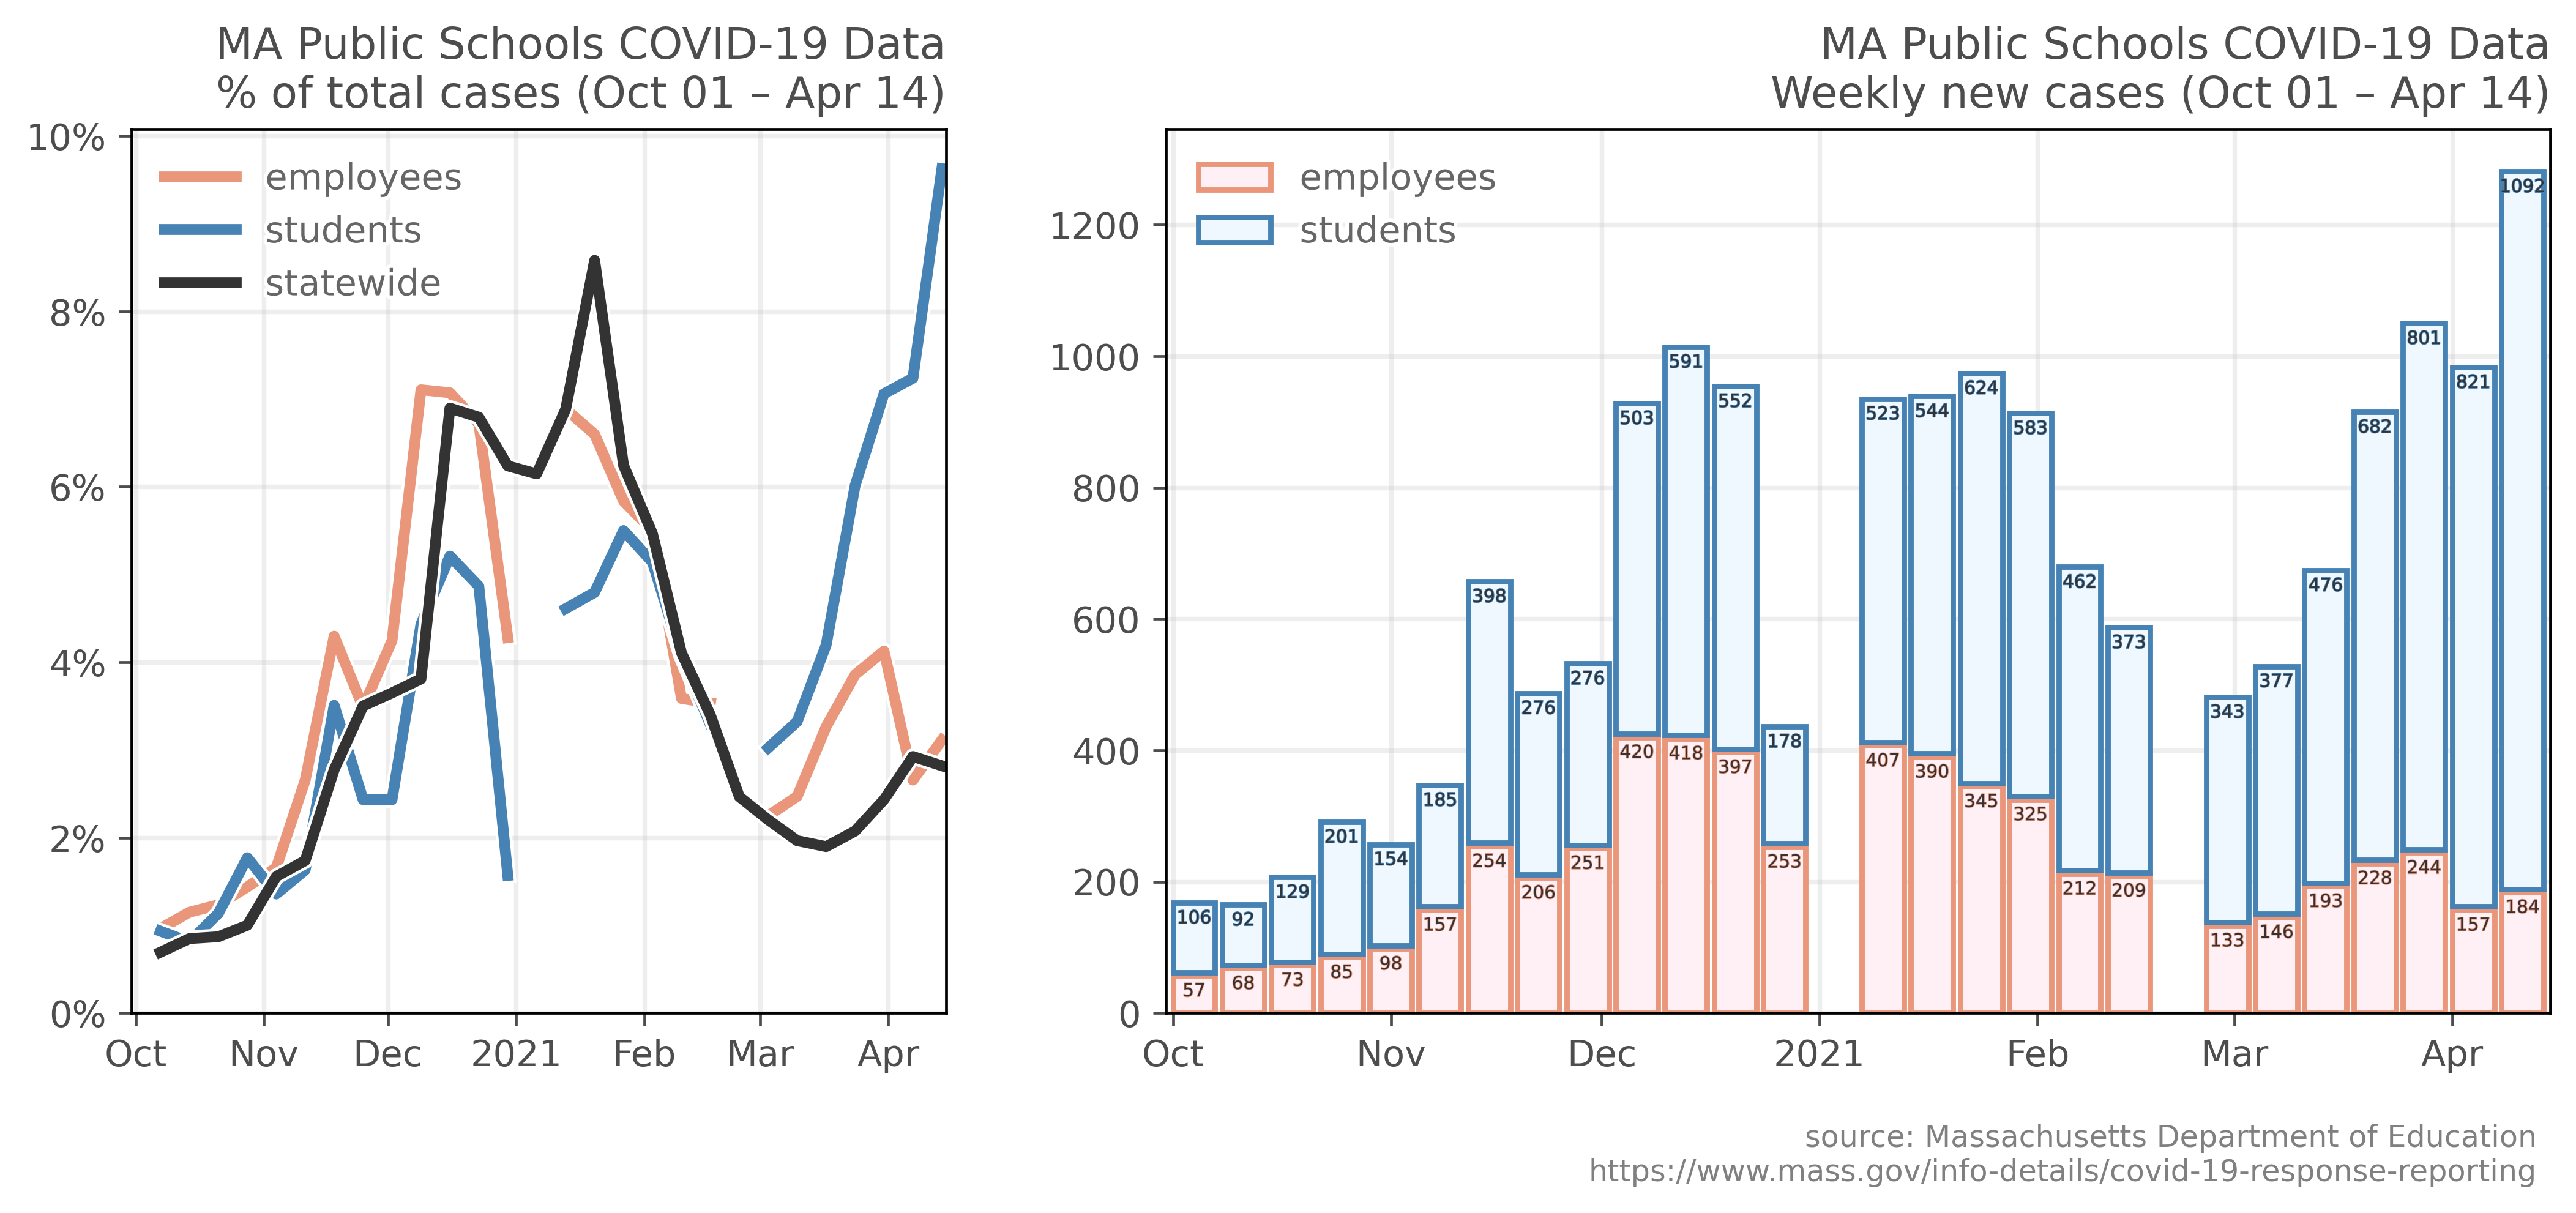 MA Public Schools COVID-19 Data
% of total cases (Oct 01 – Apr 14)
10%
8%
6%
4%
2%
0%
employees
students
statewide
Oct Nov Dec 2021 Feb Mar Apr
MA Public Schools COVID-19 Data
Weekly new cases (Oct 01 – Apr 14)
1200
1000
800
600
400
200
0
employees
students
106 92 129 201 154 185 398 276 276 503 591 552 178 523 544 624 583 462 373 343 377 476 682 801 821 1092
57 68 73 85 98 157 254 206 251 420 418 397 253 407 390 345 325 212 209 133 146 193 228 244 157 184
Oct Nov Dec 2021 Feb Mar Apr
source: Massachusetts Department of Education
https://www.mass.gov/info-details/covid-19-response-reporting